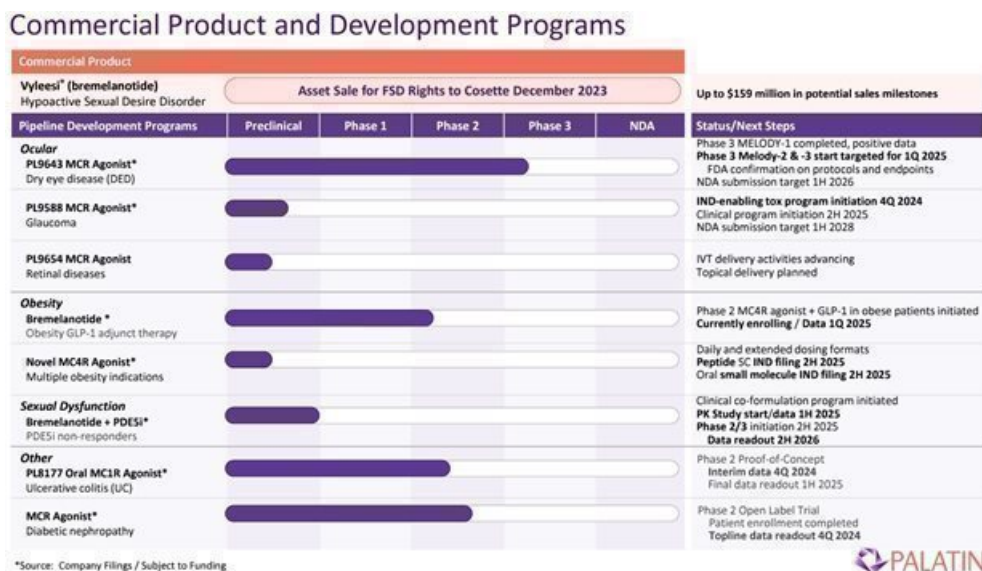 Commercial Product and Development Programs
Commercial Product
Vyleesi® (bremelanotide)
Hypoactive Sexual Desire Disorder
Asset Sale for FSD Rights to Cosette December 2023
Up to $159 million in potential sales milestones
Pipeline Development Programs Preclinical Phase 1 Phase 2 Phase 3 NDA Status/Next Steps
Ocular
PL9643 MCR Agonist*
Dry eye disease (DED)
Phase 3 MELODY-1 completed, positive data
Phase 3 Melody-2 & -3 start targeted for 1Q 2025
FDA confirmation on protocols and endpoints
NDA submission target 1H 2026
PL9588 MCR Agonist*
Glaucoma
IND-enabling tox program initiation 4Q 2024
Clinical program initiation 2H 2025
NDA submission target 1H 2028
PL9654 MCR Agonist
Retinal diseases
IVT delivery activities advancing
Topical delivery planned
Obesity
Bremelanotide *
Obesity GLP-1 adjunct therapy
Phase 2 MC4R agonist + GLP-1 in obese patients initiated
Currently enrolling / Data 1Q 2025
Novel MC4R Agonist*
Multiple obesity indications
Daily and extended dosing formats
Peptide SC IND filing 2H 2025
Oral small molecule IND filing 2H 2025
Sexual Dysfunction
Bremelanotide + PDE5i*
PDE5i non-responders
Clinical co-formulation program initiated
PK Study start/data 1H 2025
Phase 2/3 initiation 2H 2025
Data readout 2H 2026
Other
PL8177 Oral MC1R Agonist*
Ulcerative colitis (UC)
Phase 2 Proof-of-Concept
Interim data 4Q 2024
Final data readout 1H 2025
MCR Agonist*
Diabetic nephropathy
Phase 2 Open Label Trial
Patient enrollment completed
Topline data readout 4Q 2024
*Source: Company Filings / Subject to Funding
PALATIN